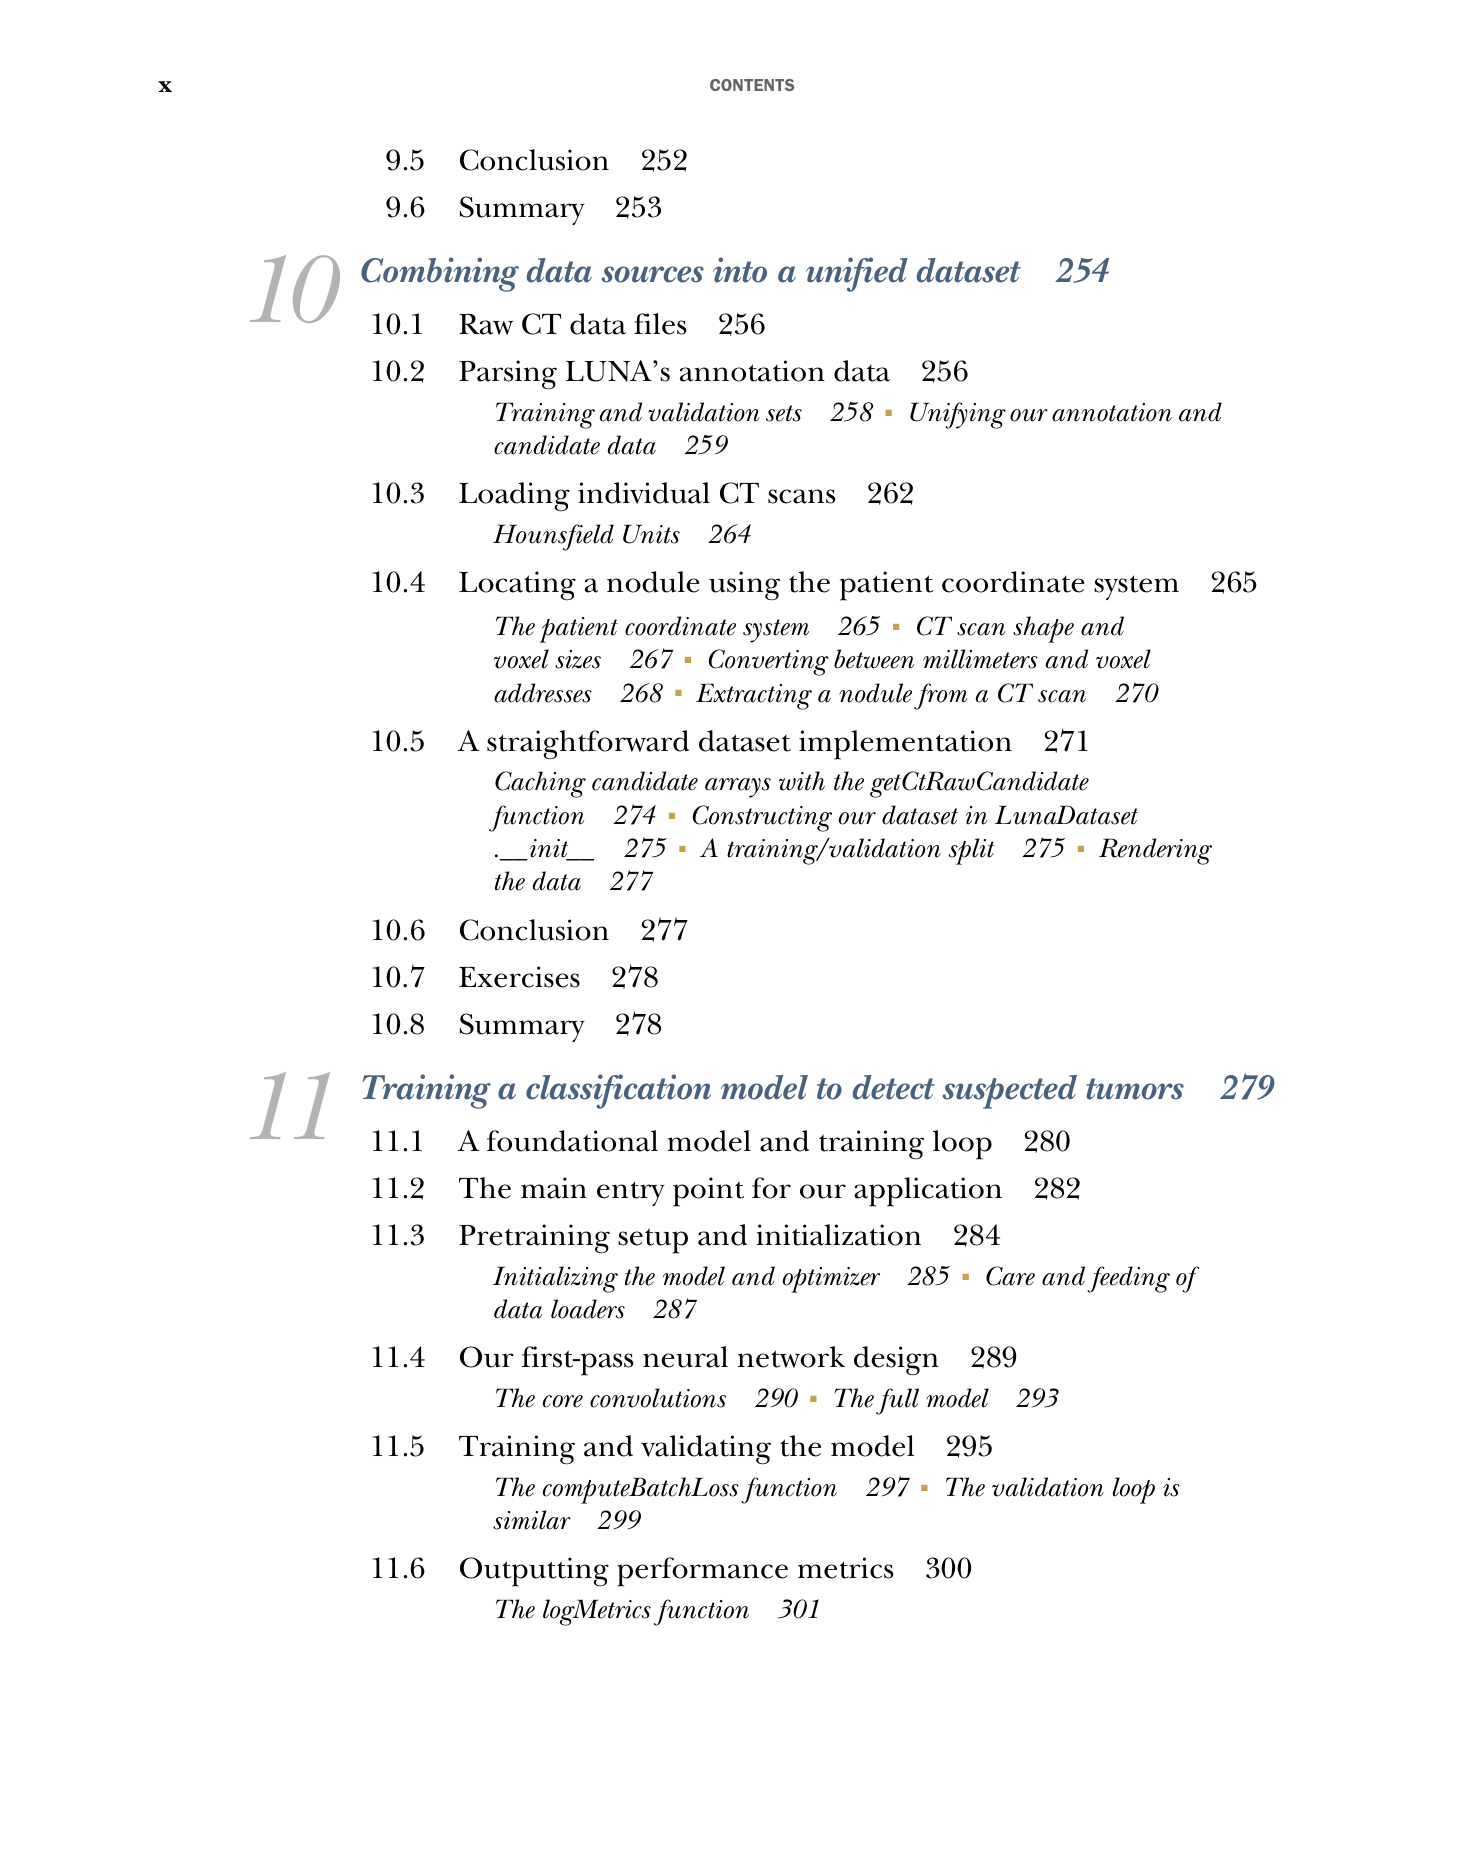 x CONTENTS
9.5 Conclusion 252
9.6 Summary 253
10 Combining data sources into a unified dataset 254
10.1 Raw CT data files 256
10.2 Parsing LUNA’s annotation data 256
Training and validation sets 258 ▪ Unifying our annotation and
candidate data 259
10.3 Loading individual CT scans 262
Hounsfield Units 264
10.4 Locating a nodule using the patient coordinate system 265
The patient coordinate system 265 ▪ CT scan shape and
voxel sizes 267 ▪ Converting between millimeters and voxel
addresses 268 ▪ Extracting a nodule from a CT scan 270
10.5 A straightforward dataset implementation 271
Caching candidate arrays with the getCtRawCandidate
function 274 ▪ Constructing our dataset in LunaDataset
.__init__ 275 ▪ A training/validation split 275 ▪ Rendering
the data 277
10.6 Conclusion 277
10.7 Exercises 278
10.8 Summary 278
11 Training a classification model to detect suspected tumors 279
11.1 A foundational model and training loop 280
11.2 The main entry point for our application 282
11.3 Pretraining setup and initialization 284
Initializing the model and optimizer 285 ▪ Care and feeding of
data loaders 287
11.4 Our first-pass neural network design 289
The core convolutions 290 ▪ The full model 293
11.5 Training and validating the model 295
The computeBatchLoss function 297 ▪ The validation loop is
similar 299
11.6 Outputting performance metrics 300
The logMetrics function 301